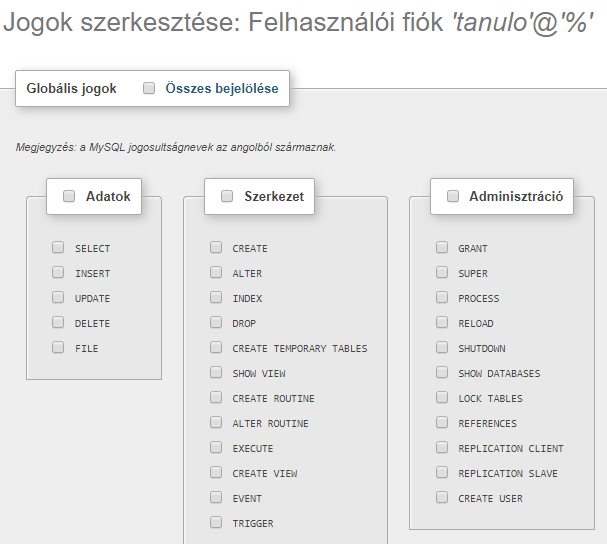 Jogok szerkesztése: Felhasználói fiók 'tanulo'@'%'
Globális jogok Összes bejelölése
Megjegyzés: a MySQL jogosultságnevek az angolból származnak.
Adatok
SELECT
INSERT
UPDATE
DELETE
FILE
Szerkezet
CREATE
ALTER
INDEX
DROP
CREATE TEMPORARY TABLES
SHOW VIEW
CREATE ROUTINE
ALTER ROUTINE
EXECUTE
CREATE VIEW
EVENT
TRIGGER
Adminisztráció
GRANT
SUPER
PROCESS
RELOAD
SHUTDOWN
SHOW DATABASES
LOCK TABLES
REFERENCES
REPLICATION CLIENT
REPLICATION SLAVE
CREATE USER